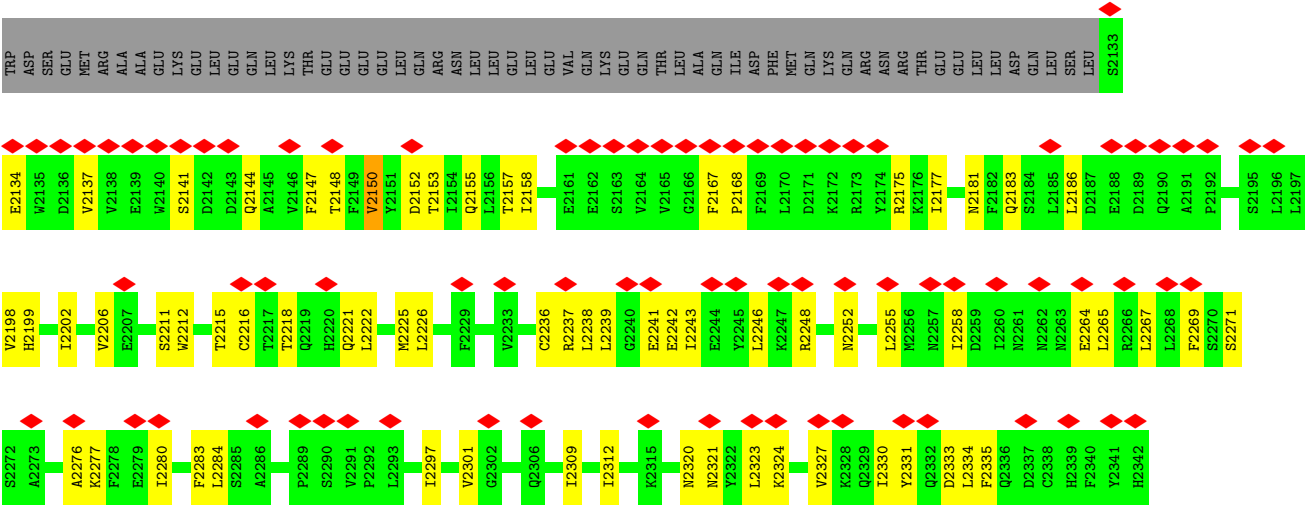 TRP ASP SER GLU MET ARG ALA ALA GLU LYS GLU LEU GLU GLN LEU LYS THR GLU GLU GLU GLU LEU GLN ARG ASN LEU LEU GLU LEU GLU VAL GLN LYS GLU GLN THR LEU ALA GLN ILE ASP PHE MET GLN LYS GLN ARG ASN ARG THR GLU GLU LEU LEU ASP GLN LEU SER LEU S2133
E2134 W2135 D2136 V2137 V2138 E2139 W2140 S2141 D2142 D2143 Q2144 A2145 V2146 F2147 T2148 F2149 V2150 Y2151 D2152 T2153 I2154 Q2155 L2156 T2157 I2158 E2161 E2162 S2163 V2164 V2165 G2166 F2167 P2168 F2169 L2170 D2171 K2172 R2173 Y2174 R2175 K2176 I2177 N2181 F2182 Q2183 S2184 L2185 L2186 D2187 E2188 D2189 Q2190 A2191 P2192 S2195 L2196 L2197
V2198 H2199 I2202 V2206 E2207 S2211 W2212 T2215 C2216 T2217 T2218 Q2219 H2220 Q2221 L2222 M2225 L2226 F2229 V2233 C2236 R2237 L2238 L2239 G2240 E2241 E2242 I2243 E2244 Y2245 L2246 K2247 R2248 N2252 L2255 M2256 N2257 I2258 D2259 I2260 N2261 N2262 N2263 E2264 L2265 R2266 L2267 L2268 F2269 S2270 S2271
S2272 A2273 A2276 K2277 F2278 E2279 I2280 F2283 L2284 S2285 A2286 P2289 S2290 V2291 P2292 L2293 I2297 V2301 G2302 Q2306 I2309 I2312 K2315 N2320 N2321 Y2322 L2323 K2324 V2327 K2328 Q2329 I2330 Y2331 Q2332 D2333 L2334 F2335 Q2336 D2337 C2338 H2339 F2340 Y2341 H2342